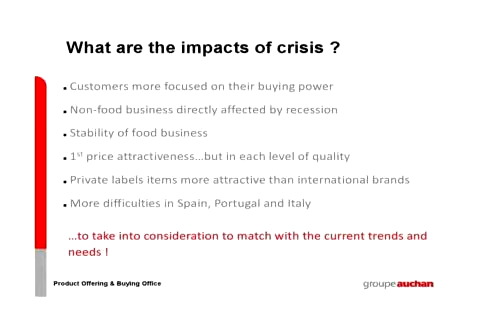 What are the impacts of crisis ?
▪ Customers more focused on their buying power
▪ Non-food business directly affected by recession
▪ Stability of food business
▪ 1st price attractiveness…but in each level of quality
▪ Private labels items more attractive than international brands
▪ More difficulties in Spain, Portugal and Italy
…to take into consideration to match with the current trends and
needs !
Product Offering & Buying Office
groupeauchan